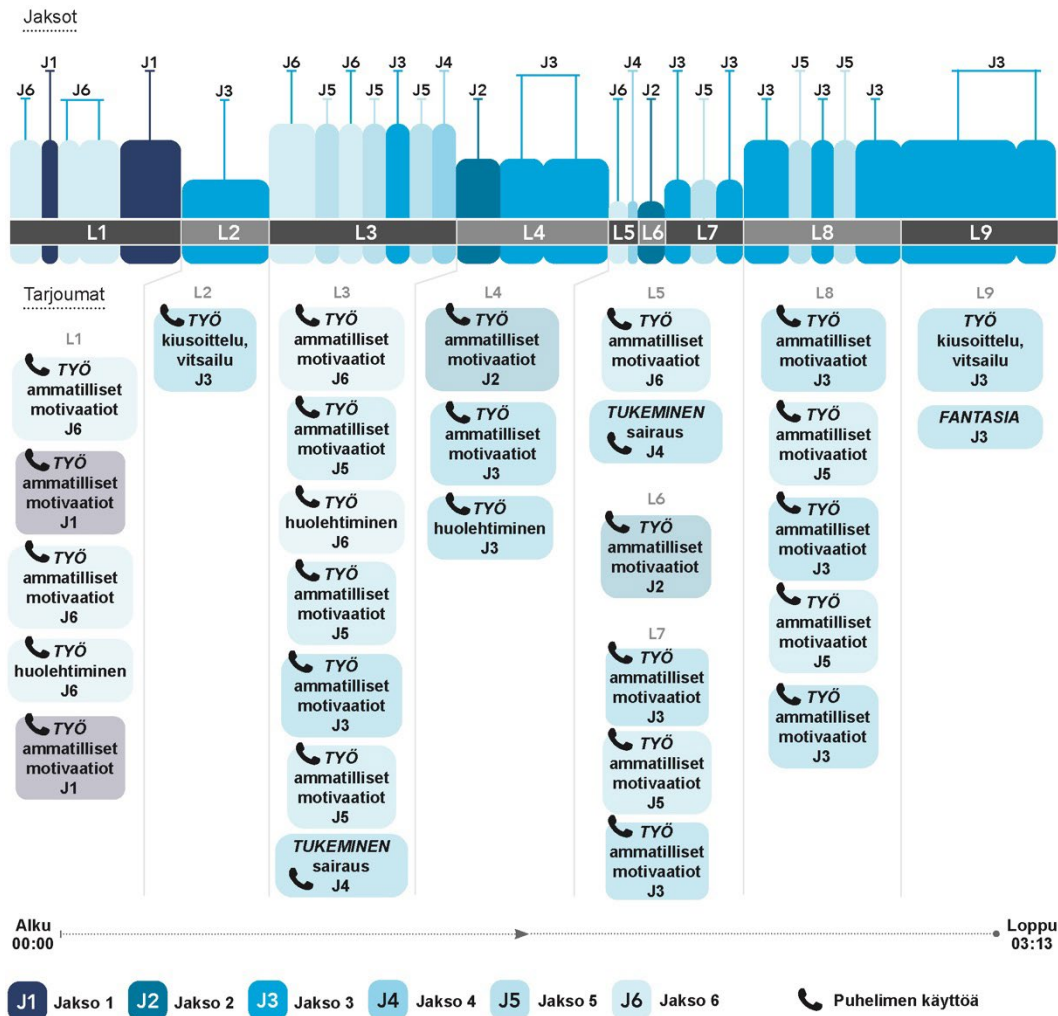 Jaksot
J6
J1
J6
J1
J3
J6
J5
J6
J5
J3
J5
J4
J2
J3
J6
J4
J2
J3
J5
J3
J3
J5
J3
J5
J3
J3
L1
L2
L3
L4
L5
L6
L7
L8
L9
Tarjoumat
L1
TYÖ
ammatilliset
motivaatiot
J6
TYÖ
ammatilliset
motivaatiot
J1
TYÖ
ammatilliset
motivaatiot
J6
TYÖ
huolehtiminen
J6
TYÖ
ammatilliset
motivaatiot
J1
L2
TYÖ
kiusoittelu,
vitsailu
J3
L3
TYÖ
ammatilliset
motivaatiot
J6
TYÖ
ammatilliset
motivaatiot
J5
TYÖ
huolehtiminen
J6
TYÖ
ammatilliset
motivaatiot
J5
TYÖ
ammatilliset
motivaatiot
J3
TYÖ
ammatilliset
motivaatiot
J5
TUKEMINEN
sairaus
J4
L4
TYÖ
ammatilliset
motivaatiot
J2
TYÖ
ammatilliset
motivaatiot
J3
TYÖ
huolehtiminen
J3
L5
TYÖ
ammatilliset
motivaatiot
J6
TUKEMINEN
sairaus
J4
L6
TYÖ
ammatilliset
motivaatiot
J2
L7
TYÖ
ammatilliset
motivaatiot
J3
TYÖ
ammatilliset
motivaatiot
J5
TYÖ
ammatilliset
motivaatiot
J3
L8
TYÖ
ammatilliset
motivaatiot
J3
TYÖ
ammatilliset
motivaatiot
J5
TYÖ
ammatilliset
motivaatiot
J3
TYÖ
ammatilliset
motivaatiot
J5
TYÖ
ammatilliset
motivaatiot
J3
L9
TYÖ
kiusoittelu,
vitsailu
J3
FANTASIA
J3
Alku
00:00
Loppu
03:13
J1 Jakso 1
J2 Jakso 2
J3 Jakso 3
J4 Jakso 4
J5 Jakso 5
J6 Jakso 6
Puhelimen käyttöä